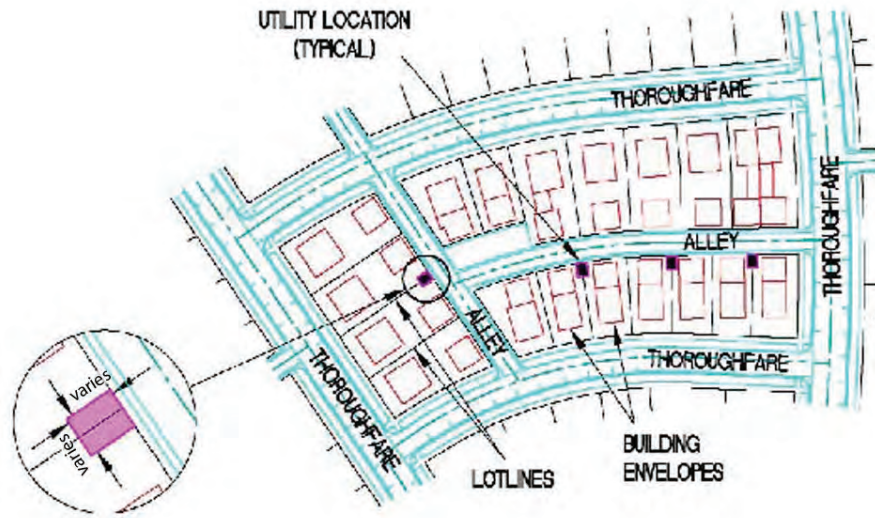 UTILITY LOCATION
(TYPICAL)
THOROUGHFARE
THOROUGHFARE
ALLEY
ALLEY
THOROUGHFARE
THOROUGHFARE
varies
varies
LOTLINES
BUILDING
ENVELOPES